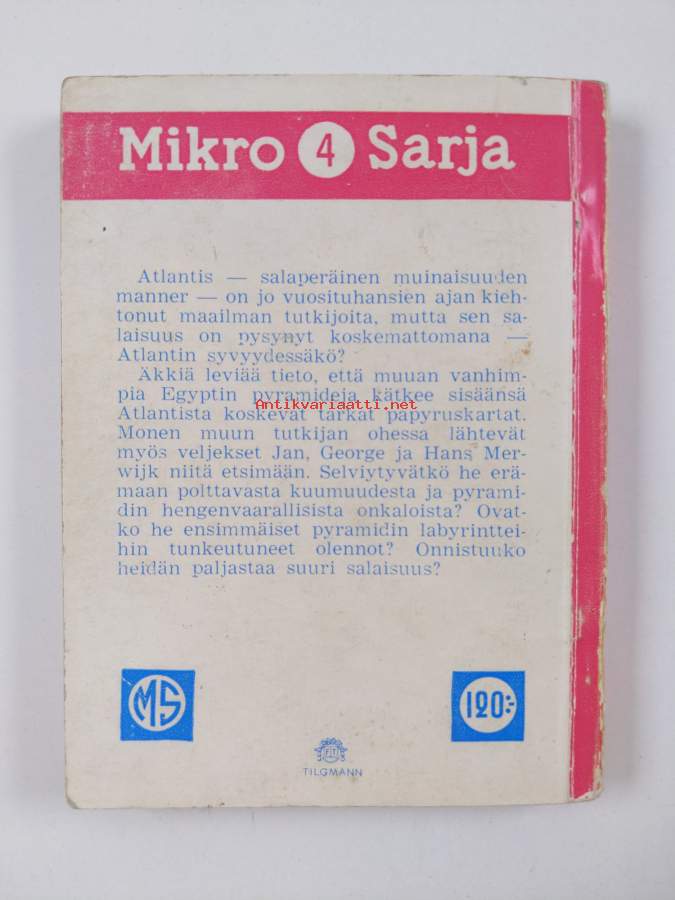 Mikro 4 Sarja
Atlantis — salaperäinen muinaisuuden
manner — on jo vuosituhansien ajan kieh-
tonut maailman tutkijoita, mutta sen sa-
laisuus on pysynyt koskemattomana —
Atlantin syvyydessäkö?
Äkkiä leviää tieto, että muuan vanhim-
pia Egyptin pyramideja kätkee sisäänsä
Antikvariaatti.net
Atlantista koskevat tarkat papyruskartat.
Monen muun tutkijan ohessa lähtevät
myös veljekset Jan, George ja Hans Mer-
wijk niitä etsimään. Selviytyvätkö he erä-
maan polttavasta kuumuudesta ja pyrami-
din hengenvaarallisista onkaloista? Ovat-
ko he ensimmäiset pyramidin labyrinttei-
hin tunkeutuneet olennot? Onnistuuko
heidän paljastaa suuri salaisuus?
MS
120:-
TILGMANN